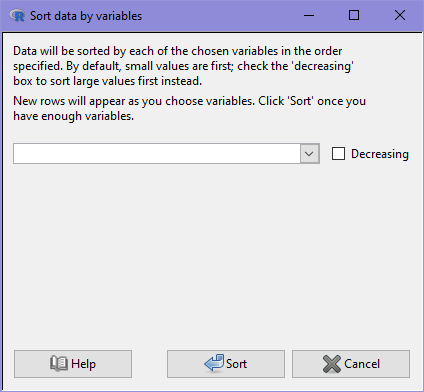 Sort data by variables
Data will be sorted by each of the chosen variables in the order
specified. By default, small values are first; check the 'decreasing'
box to sort large values first instead.
New rows will appear as you choose variables. Click 'Sort' once you
have enough variables.
Decreasing
Help
Sort
Cancel